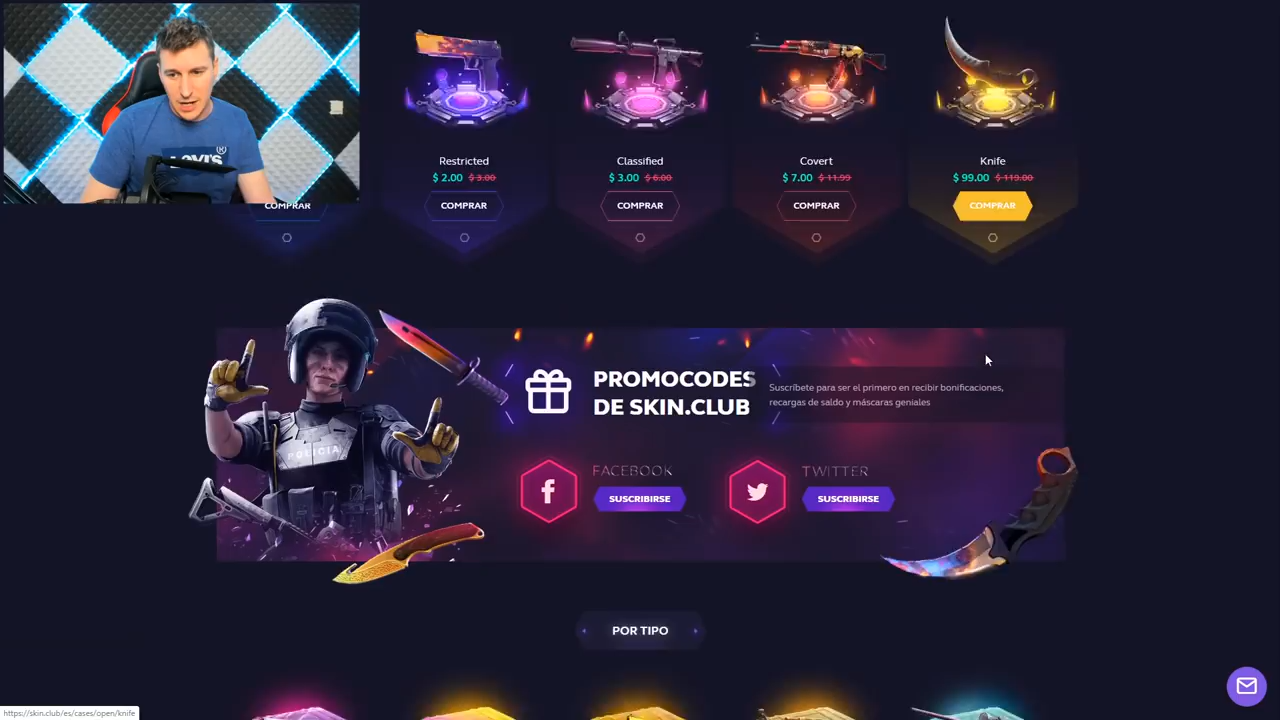 LEVI'S
®
Restricted
Classified
Covert
Knife
$ 2.00 $ 3.00
$ 3.00 $ 6.00
$ 7.00 $ 11.99
$ 99.00 $ 119.00
COMPRAR
COMPRAR
COMPRAR
COMPRAR
COMPRAR
POLICIA
PROMOCODES
DE SKIN.CLUB
Suscríbete para ser el primero en recibir bonificaciones,
recargas de saldo y máscaras geniales
FACEBOOK
SUSCRIBIRSE
TWITTER
SUSCRIBIRSE
POR TIPO
https://skin.club/es/cases/open/knife